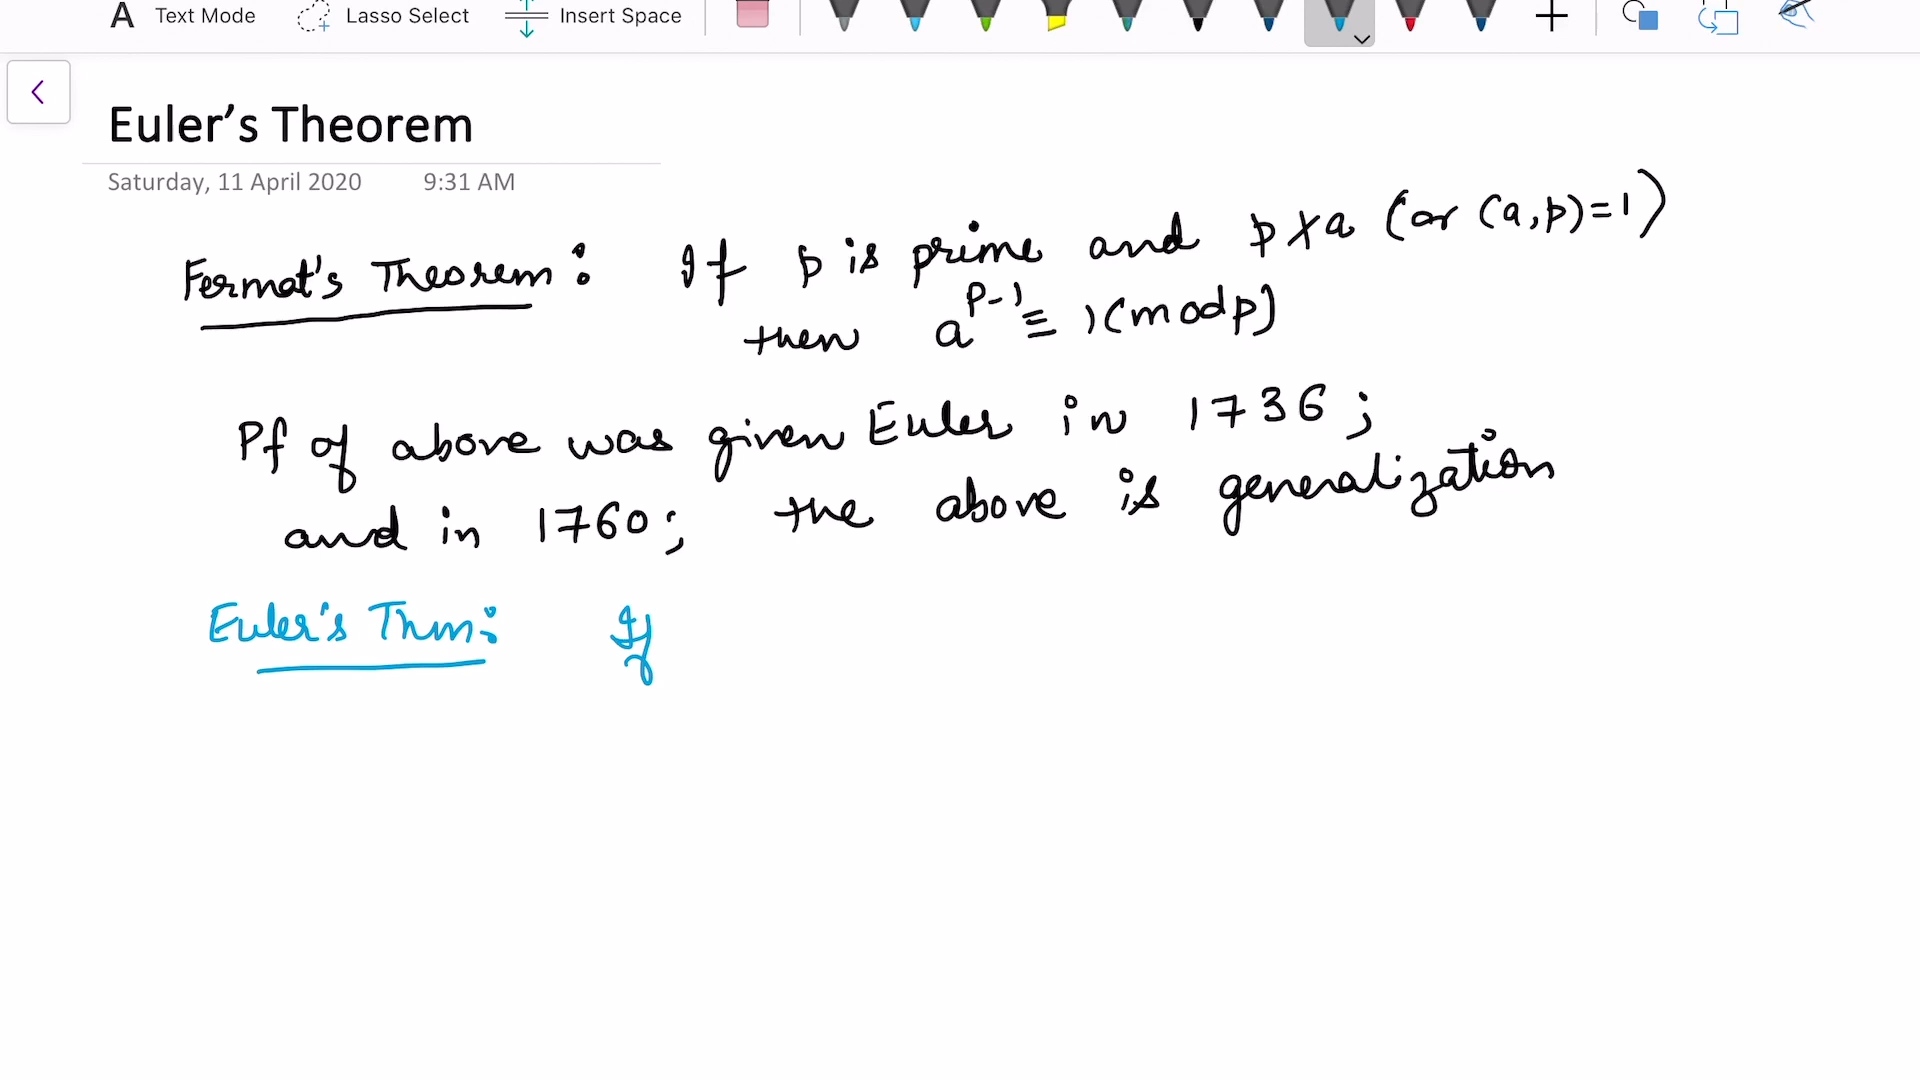 Text Mode Lasso Select Insert Space
Euler's Theorem
Saturday, 11 April 2020 9:31 AM
Fermat's Theorem: If p is prime and p∤a (or (a,p)=1)
then a^{p-1} ≡ 1(mod p)
Pf of above was given Euler in 1736;
and in 1760; the above is generalization
Euler's Thm: If